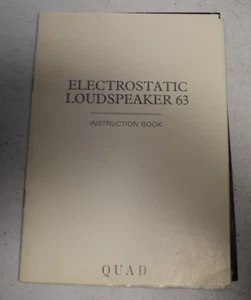 ELECTROSTATIC
LOUDSPEAKER 63
INSTRUCTION BOOK
QUAD